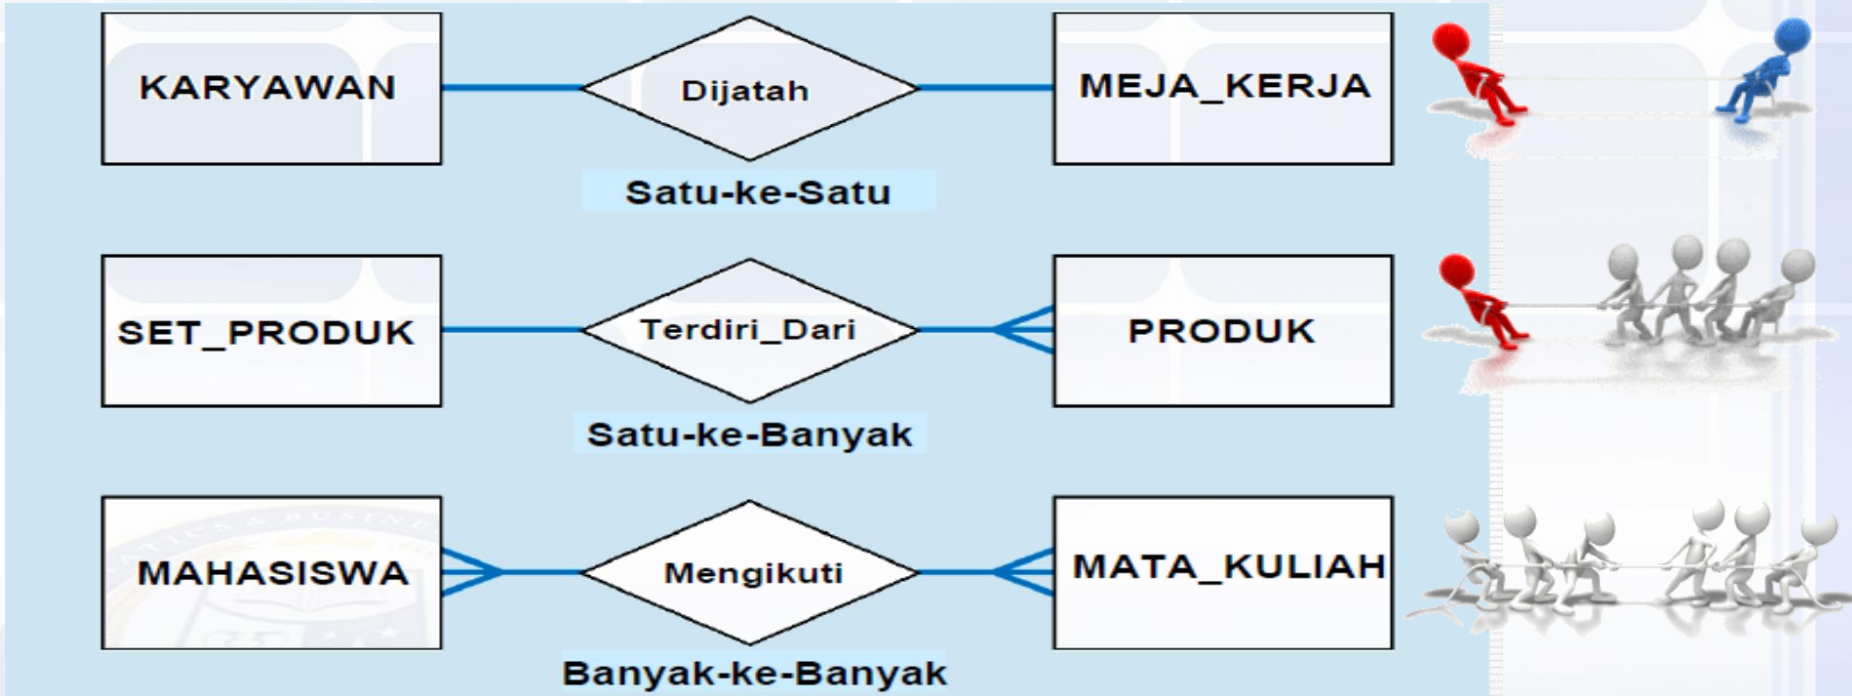 KARYAWAN
Dijatah
MEJA_KERJA
Satu-ke-Satu
SET_PRODUK
Terdiri_Dari
PRODUK
Satu-ke-Banyak
MAHASISWA
Mengikuti
MATA_KULIAH
Banyak-ke-Banyak